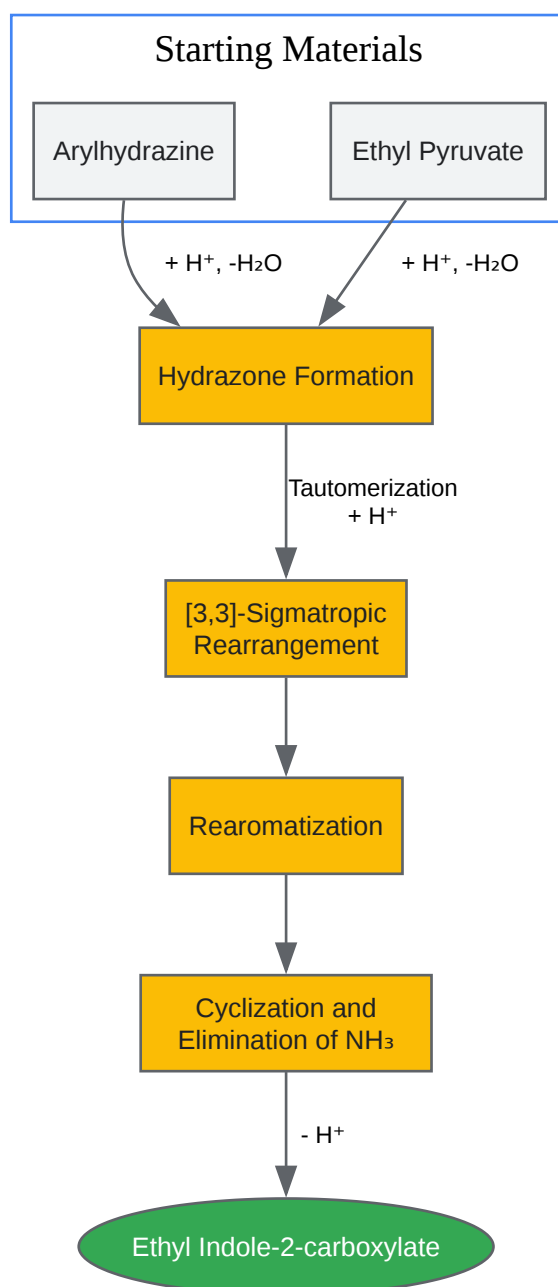 Starting Materials
Arylhydrazine
Ethyl Pyruvate
+ H⁺, -H₂O
+ H⁺, -H₂O
Hydrazone Formation
Tautomerization
+ H⁺
[3,3]-Sigmatropic
Rearrangement
Rearomatization
Cyclization and
Elimination of NH₃
- H⁺
Ethyl Indole-2-carboxylate